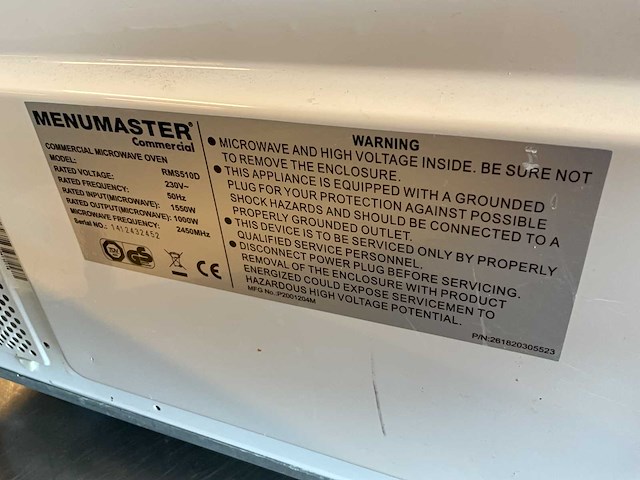 MENUMASTER®
Commercial
COMMERCIAL MICROWAVE OVEN
MODEL: RMS510D
RATED VOLTAGE: 230V~
RATED FREQUENCY: 50Hz
RATED INPUT(MICROWAVE): 1550W
RATED OUTPUT(MICROWAVE): 1000W
MICROWAVE FREQUENCY: 2450MHz
Serial NO.: 1412432452
CE
WARNING
• MICROWAVE AND HIGH VOLTAGE INSIDE. BE SURE NOT
TO REMOVE THE ENCLOSURE.
• THIS APPLIANCE IS EQUIPPED WITH A GROUNDED
PLUG FOR YOUR PROTECTION AGAINST POSSIBLE
SHOCK HAZARDS AND SHOULD BE CONNECTED TO A
PROPERLY GROUNDED OUTLET.
• THIS DEVICE IS TO BE SERVICED ONLY BY PROPERLY
QUALIFIED SERVICE PERSONNEL.
• DISCONNECT POWER PLUG BEFORE SERVICING.
REMOVAL OF THE ENCLOSURE WITH PRODUCT
ENERGIZED COULD EXPOSE SERVICEMEN TO
HAZARDOUS HIGH VOLTAGE POTENTIAL.
MFG No.:P2001204M
P/N:261820305523